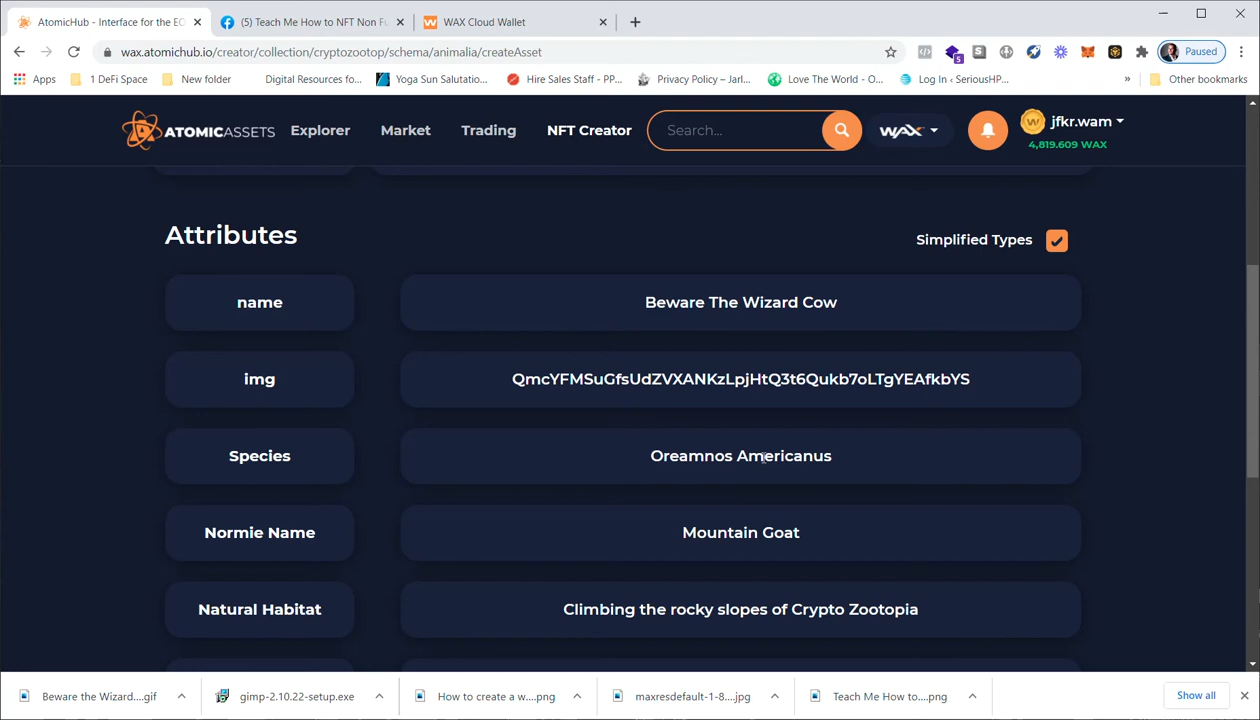 AtomicHub - Interface for the EO
(5) Teach Me How to NFT Non Fu
WAX Cloud Wallet
wax.atomichub.io/creator/collection/cryptozootop/schema/animalia/createAsset
5
Paused
Apps
1 DeFi Space
New folder
Digital Resources fo...
Yoga Sun Salutatio...
Hire Sales Staff - PP...
Privacy Policy – Jarl...
Love The World - O...
Log In ‹ SeriousHP...
»
Other bookmarks
ATOMICASSETS
Explorer
Market
Trading
NFT Creator
Search...
WAX
jfkr.wam
4,819.609 WAX
Attributes
Simplified Types
name
Beware The Wizard Cow
img
QmcYFMSuGfsUdZVXANKzLpjHtQ3t6Qukb7oLTgYEAfkbYS
Species
Oreamnos Americanus
Normie Name
Mountain Goat
Natural Habitat
Climbing the rocky slopes of Crypto Zootopia
Beware the Wizard....gif
gimp-2.10.22-setup.exe
How to create a w....png
maxresdefault-1-8....jpg
Teach Me How to....png
Show all